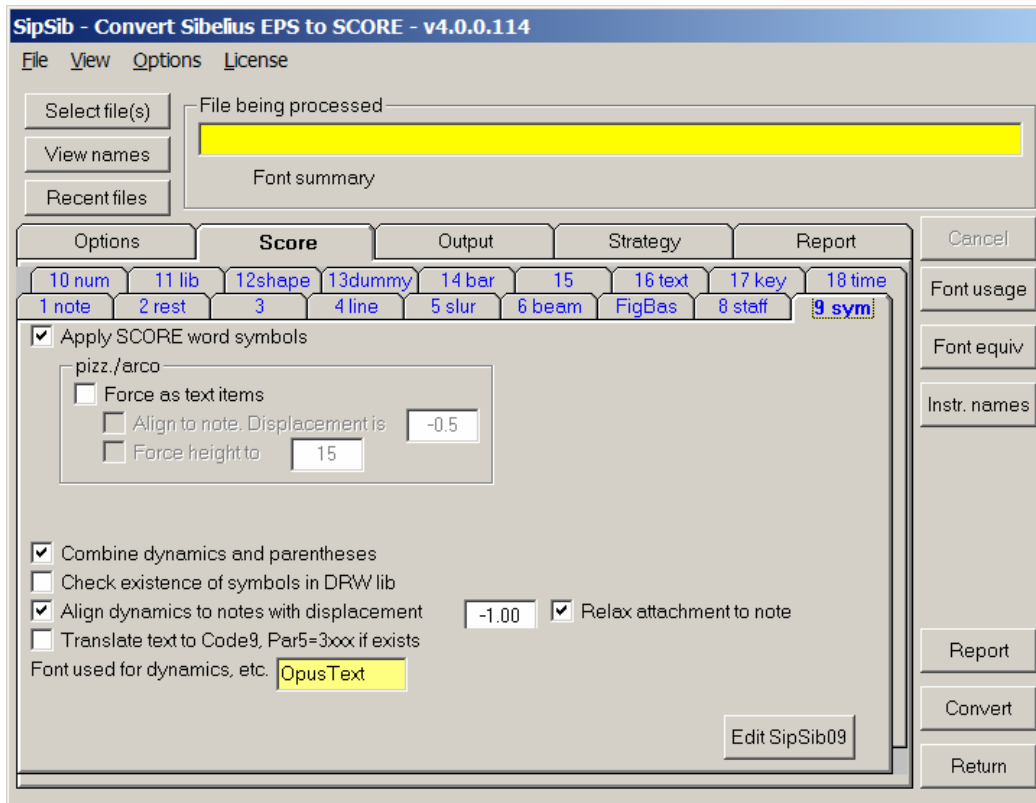 SipSib - Convert Sibelius EPS to SCORE - v4.0.0.114
File View Options License
Select file(s)
View names
Recent files
File being processed
Font summary
Options Score Output Strategy Report
10 num 11 lib 12shape 13dummy 14 bar 15 16 text 17 key 18 time
1 note 2 rest 3 4 line 5 slur 6 beam FigBas 8 staff 9 sym
Apply SCORE word symbols
pizz./arco
Force as text items
Align to note. Displacement is -0.5
Force height to 15
Combine dynamics and parentheses
Check existence of symbols in DRW lib
Align dynamics to notes with displacement -1.00 Relax attachment to note
Translate text to Code9, Par5=3xxx if exists
Font used for dynamics, etc. OpusText
Edit SipSib09
Cancel
Font usage
Font equiv
Instr. names
Report
Convert
Return